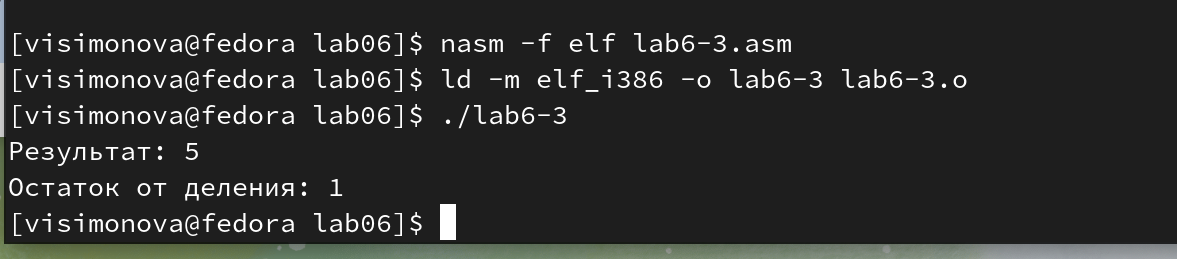 [visimonova@fedora lab06]$ nasm -f elf lab6-3.asm
[visimonova@fedora lab06]$ ld -m elf_i386 -o lab6-3 lab6-3.o
[visimonova@fedora lab06]$ ./lab6-3
Результат: 5
Остаток от деления: 1
[visimonova@fedora lab06]$